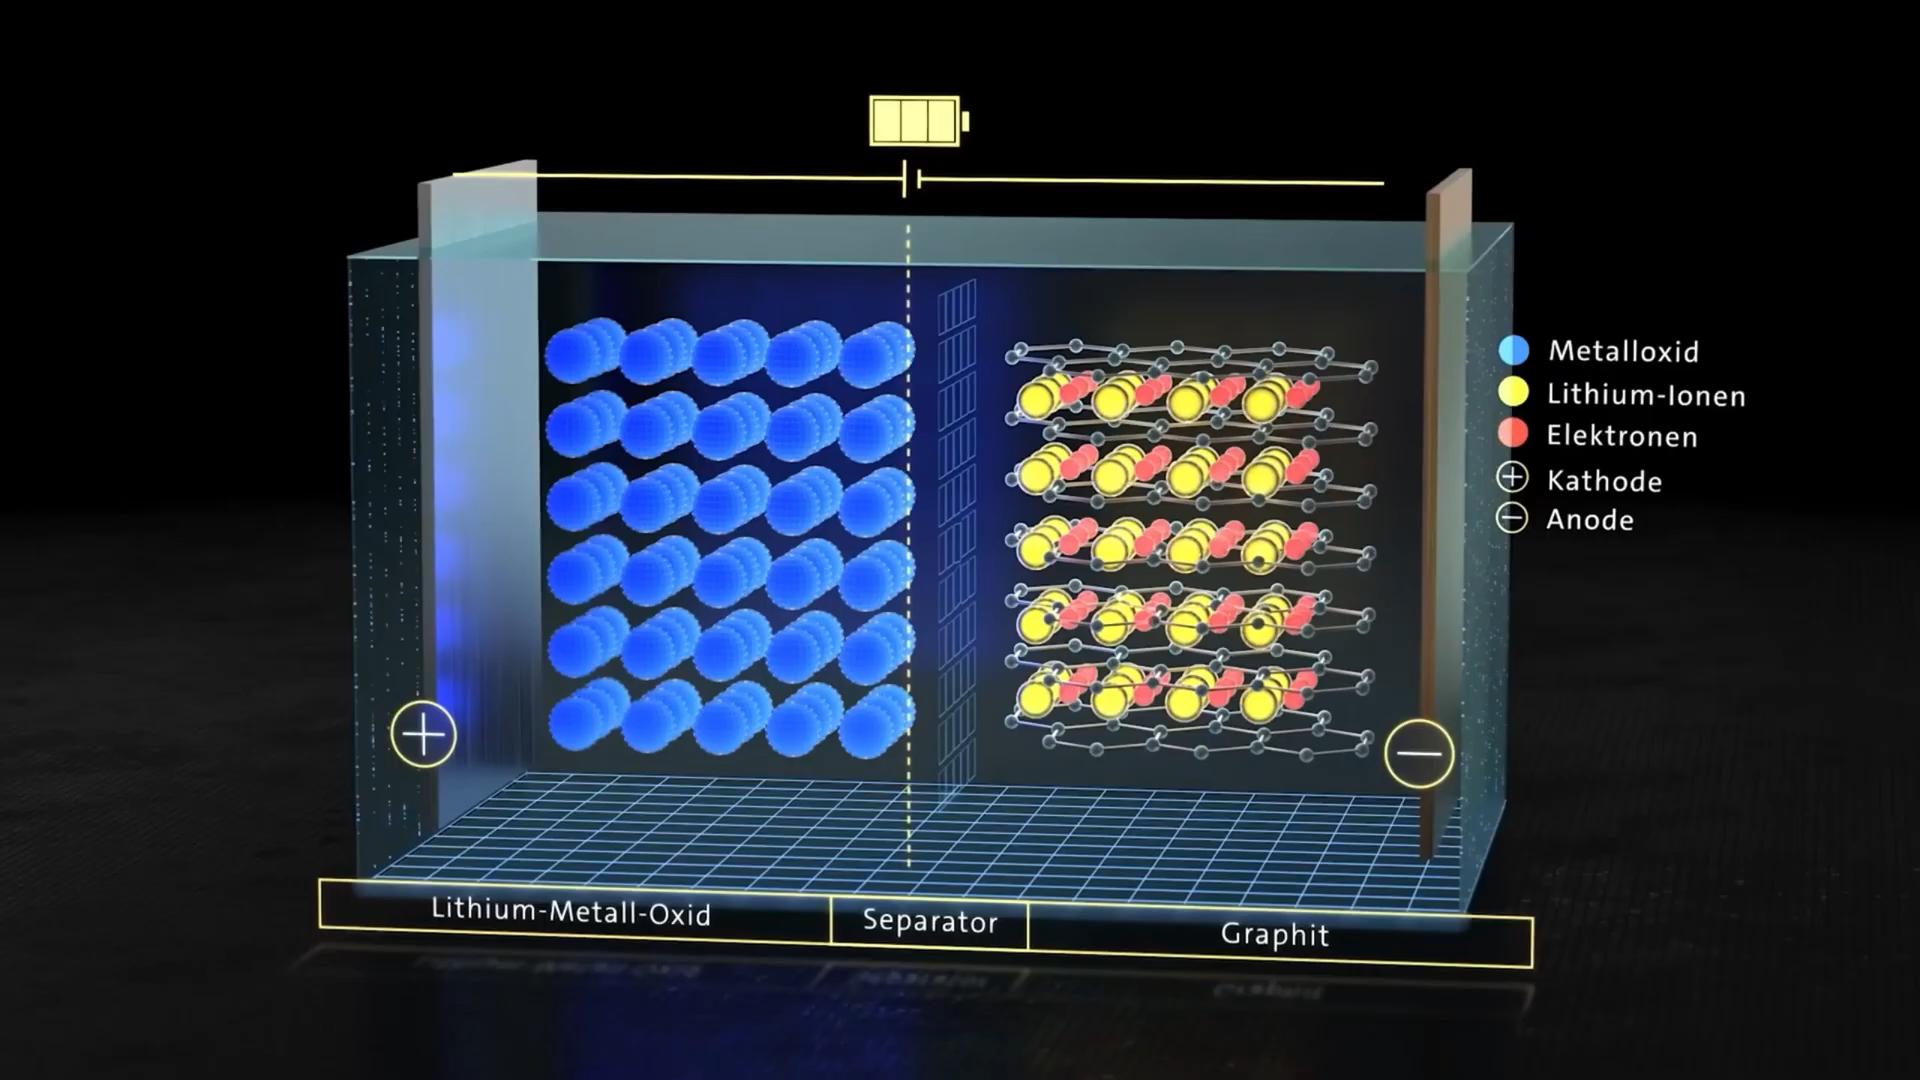 Metalloxid
Lithium-Ionen
Elektronen
+ Kathode
− Anode
+
−
Lithium-Metall-Oxid
Separator
Graphit